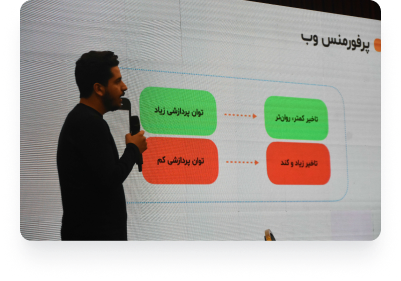 پرفورمنس وب
توان پردازشی زیاد
تاخیر کمتر، روان‌تر
توان پردازشی کم
تاخیر زیاد و کند